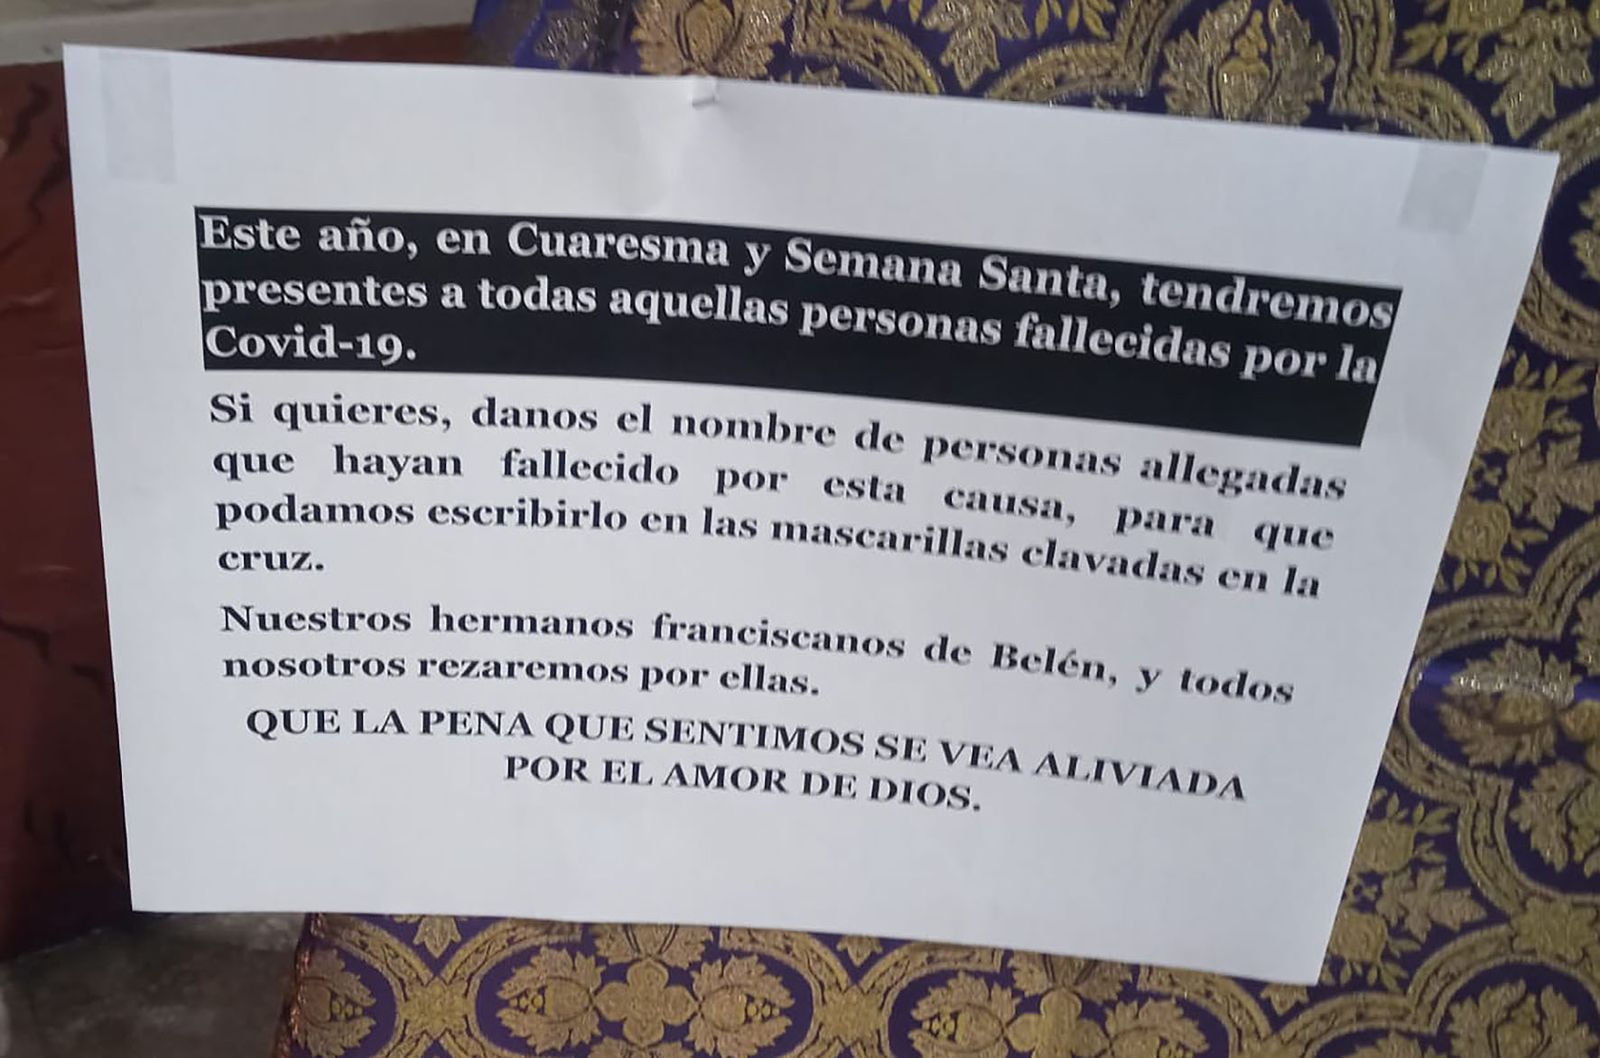 Este año, en Cuaresma y Semana Santa, tendremos
presentes a todas aquellas personas fallecidas por la
Covid-19.
Si quieres, danos el nombre de personas allegadas
que hayan fallecido por esta causa, para que
podamos escribirlo en las mascarillas clavadas en la
cruz.
Nuestros hermanos franciscanos de Belén, y todos
nosotros rezaremos por ellas.
QUE LA PENA QUE SENTIMOS SE VEA ALIVIADA
POR EL AMOR DE DIOS.